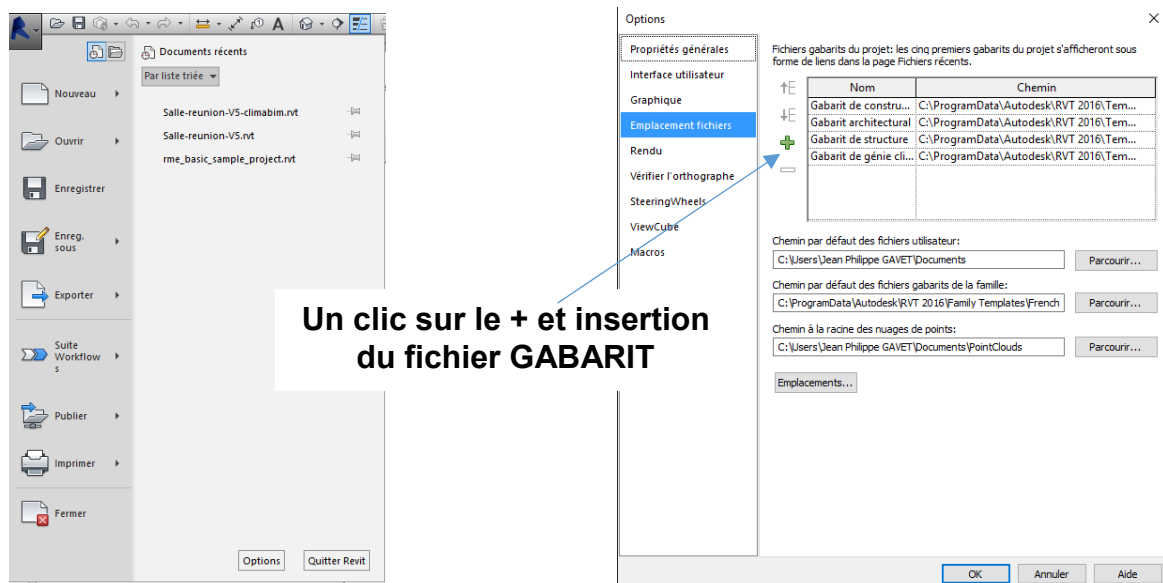 Documents récents
Par liste triée
Nouveau
Salle-reunion-V5-climabim.rvt
Salle-reunion-V5.rvt
Ouvrir
rme_basic_sample_project.rvt
Enregistrer
Enreg.
sous
Exporter
Suite
Workflow
s
Publier
Imprimer
Fermer
Options
Quitter Revit
Un clic sur le + et insertion
du fichier GABARIT
Options
Propriétés générales
Interface utilisateur
Graphique
Emplacement fichiers
Rendu
Vérifier l'orthographe
SteeringWheels
ViewCube
Macros
Fichiers gabarits du projet: les cinq premiers gabarits du projet s'afficheront sous
forme de liens dans la page Fichiers récents.
Nom Chemin
Gabarit de constru... C:\ProgramData\Autodesk\RVT 2016\Tem...
Gabarit architectural C:\ProgramData\Autodesk\RVT 2016\Tem...
Gabarit de structure C:\ProgramData\Autodesk\RVT 2016\Tem...
Gabarit de génie cli... C:\ProgramData\Autodesk\RVT 2016\Tem...
Chemin par défaut des fichiers utilisateur:
C:\Users\Jean Philippe GAVET\Documents Parcourir...
Chemin par défaut des fichiers gabarits de la famille:
C:\ProgramData\Autodesk\RVT 2016\Family Templates\French Parcourir...
Chemin à la racine des nuages de points:
C:\Users\Jean Philippe GAVET\Documents\PointClouds Parcourir...
Emplacements...
OK Annuler Aide